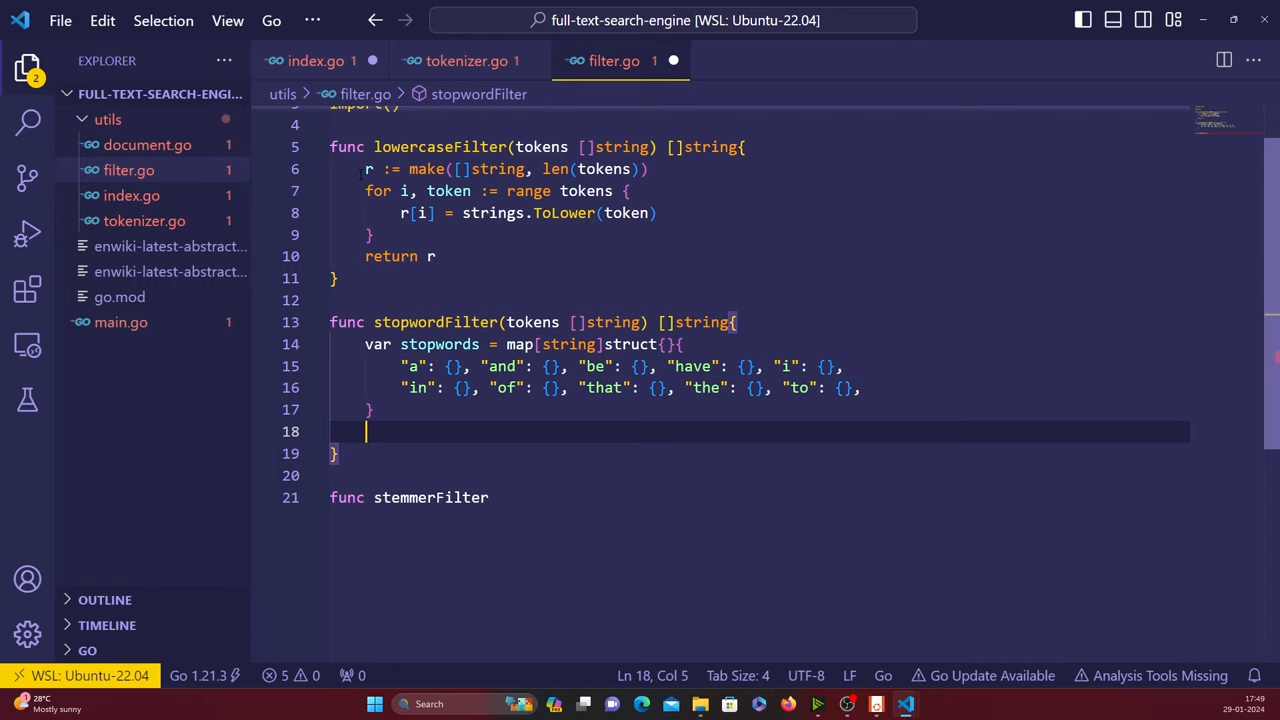 File Edit Selection View Go ··· full-text-search-engine [WSL: Ubuntu-22.04]
EXPLORER ···
index.go 1
tokenizer.go 1
filter.go 1
FULL-TEXT-SEARCH-ENGI...
utils > filter.go > stopwordFilter
utils
document.go 1
filter.go 1
index.go 1
tokenizer.go 1
enwiki-latest-abstract...
enwiki-latest-abstract...
go.mod
main.go 1
2
3 import()
4
5 func lowercaseFilter(tokens []string) []string{
6 r := make([]string, len(tokens))
7 for i, token := range tokens {
8 r[i] = strings.ToLower(token)
9 }
10 return r
11 }
12
13 func stopwordFilter(tokens []string) []string{
14 var stopwords = map[string]struct{}{
15 "a": {}, "and": {}, "be": {}, "have": {}, "i": {},
16 "in": {}, "of": {}, "that": {}, "the": {}, "to": {},
17 }
18
19 }
20
21 func stemmerFilter
OUTLINE
TIMELINE
GO
WSL: Ubuntu-22.04 Go 1.21.3 5 0 0 Ln 18, Col 5 Tab Size: 4 UTF-8 LF Go Go Update Available Analysis Tools Missing
1 28°C
Mostly sunny
Search
17:49
29-01-2024